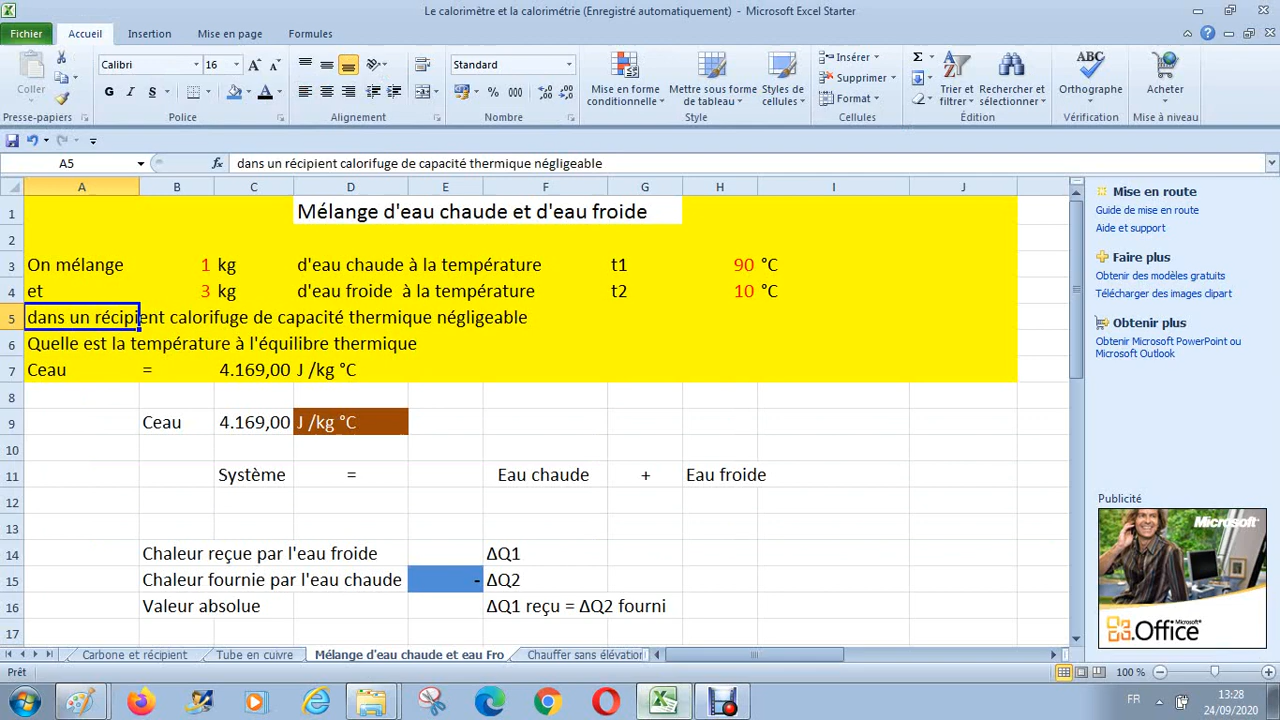 Le calorimètre et la calorimétrie (Enregistré automatiquement) - Microsoft Excel Starter
Fichier Accueil Insertion Mise en page Formules
Coller
Presse-papiers
Calibri 16
G I S
Police
Alignement
Standard
% 000
Nombre
Mise en forme conditionnelle
Mettre sous forme de tableau
Styles de cellules
Style
Insérer
Supprimer
Format
Cellules
Σ
Trier et filtrer
Rechercher et sélectionner
Édition
ABC
Orthographe
Vérification
Acheter
Mise à niveau
A5 fx dans un récipient calorifuge de capacité thermique négligeable
A B C D E F G H I J
1 Mélange d'eau chaude et d'eau froide
2
3 On mélange 1 kg d'eau chaude à la température t1 90 °C
4 et 3 kg d'eau froide à la température t2 10 °C
5 dans un récipient calorifuge de capacité thermique négligeable
6 Quelle est la température à l'équilibre thermique
7 Ceau = 4.169,00 J /kg °C
8
9 Ceau 4.169,00 J /kg °C
10
11 Système = Eau chaude + Eau froide
12
13
14 Chaleur reçue par l'eau froide ΔQ1
15 Chaleur fournie par l'eau chaude - ΔQ2
16 Valeur absolue ΔQ1 reçu = ΔQ2 fourni
17
Mise en route
Guide de mise en route
Aide et support
Faire plus
Obtenir des modèles gratuits
Télécharger des images clipart
Obtenir plus
Obtenir Microsoft PowerPoint ou
Microsoft Outlook
Publicité
Microsoft
Microsoft
Office
Carbone et récipient Tube en cuivre Mélange d'eau chaude et eau Fro Chauffer sans élévation
Prêt 100 %
FR 13:28
24/09/2020